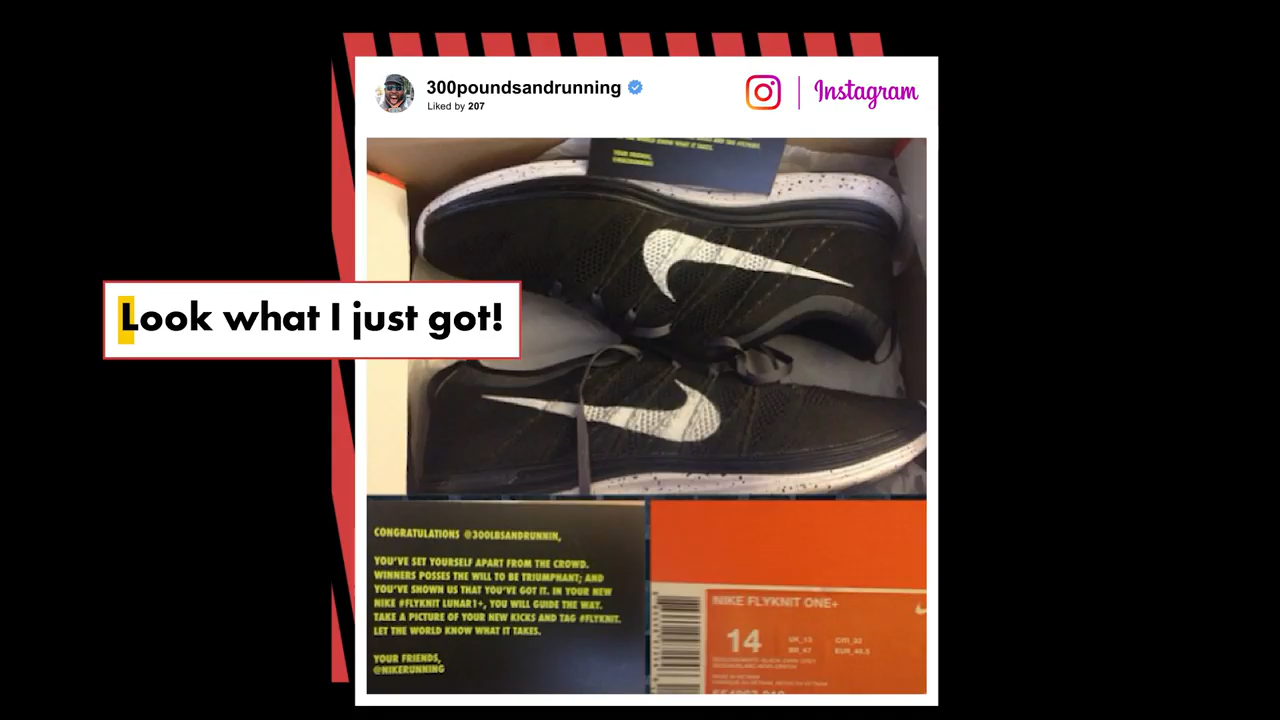 300poundsandrunning
Liked by 207
Instagram
YOUR FRIENDS,
@NIKERUNNING
Look what I just got!
CONGRATULATIONS @300LBSANDRUNNIN,
YOU'VE SET YOURSELF APART FROM THE CROWD.
WINNERS POSSES THE WILL TO BE TRIUMPHANT; AND
YOU'VE SHOWN US THAT YOU'VE GOT IT. IN YOUR NEW
NIKE #FLYKNIT LUNAR1+, YOU WILL GUIDE THE WAY.
TAKE A PICTURE OF YOUR NEW KICKS AND TAG #FLYKNIT.
LET THE WORLD KNOW WHAT IT TAKES.
YOUR FRIENDS,
@NIKERUNNING
NIKE FLYKNIT ONE+
14